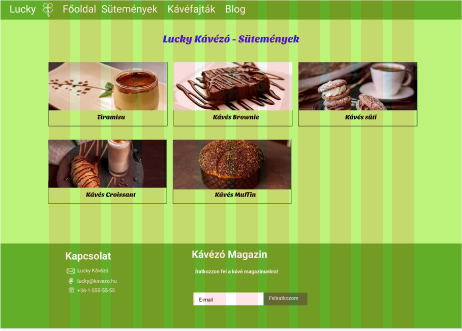 Lucky Főoldal Sütemények Kávéfajták Blog
Lucky Kávézó - Sütemények
Tiramisu
Kávés Brownie
Kávés süti
Kávés Croissant
Kávés Muffin
Kapcsolat
Lucky Kávézó
lucky@kavezo.hu
+36-1-555-55-55
Kávézó Magazin
Íratkozzon fel a kávé magazinunkra!
E-mail
Feliratkozom